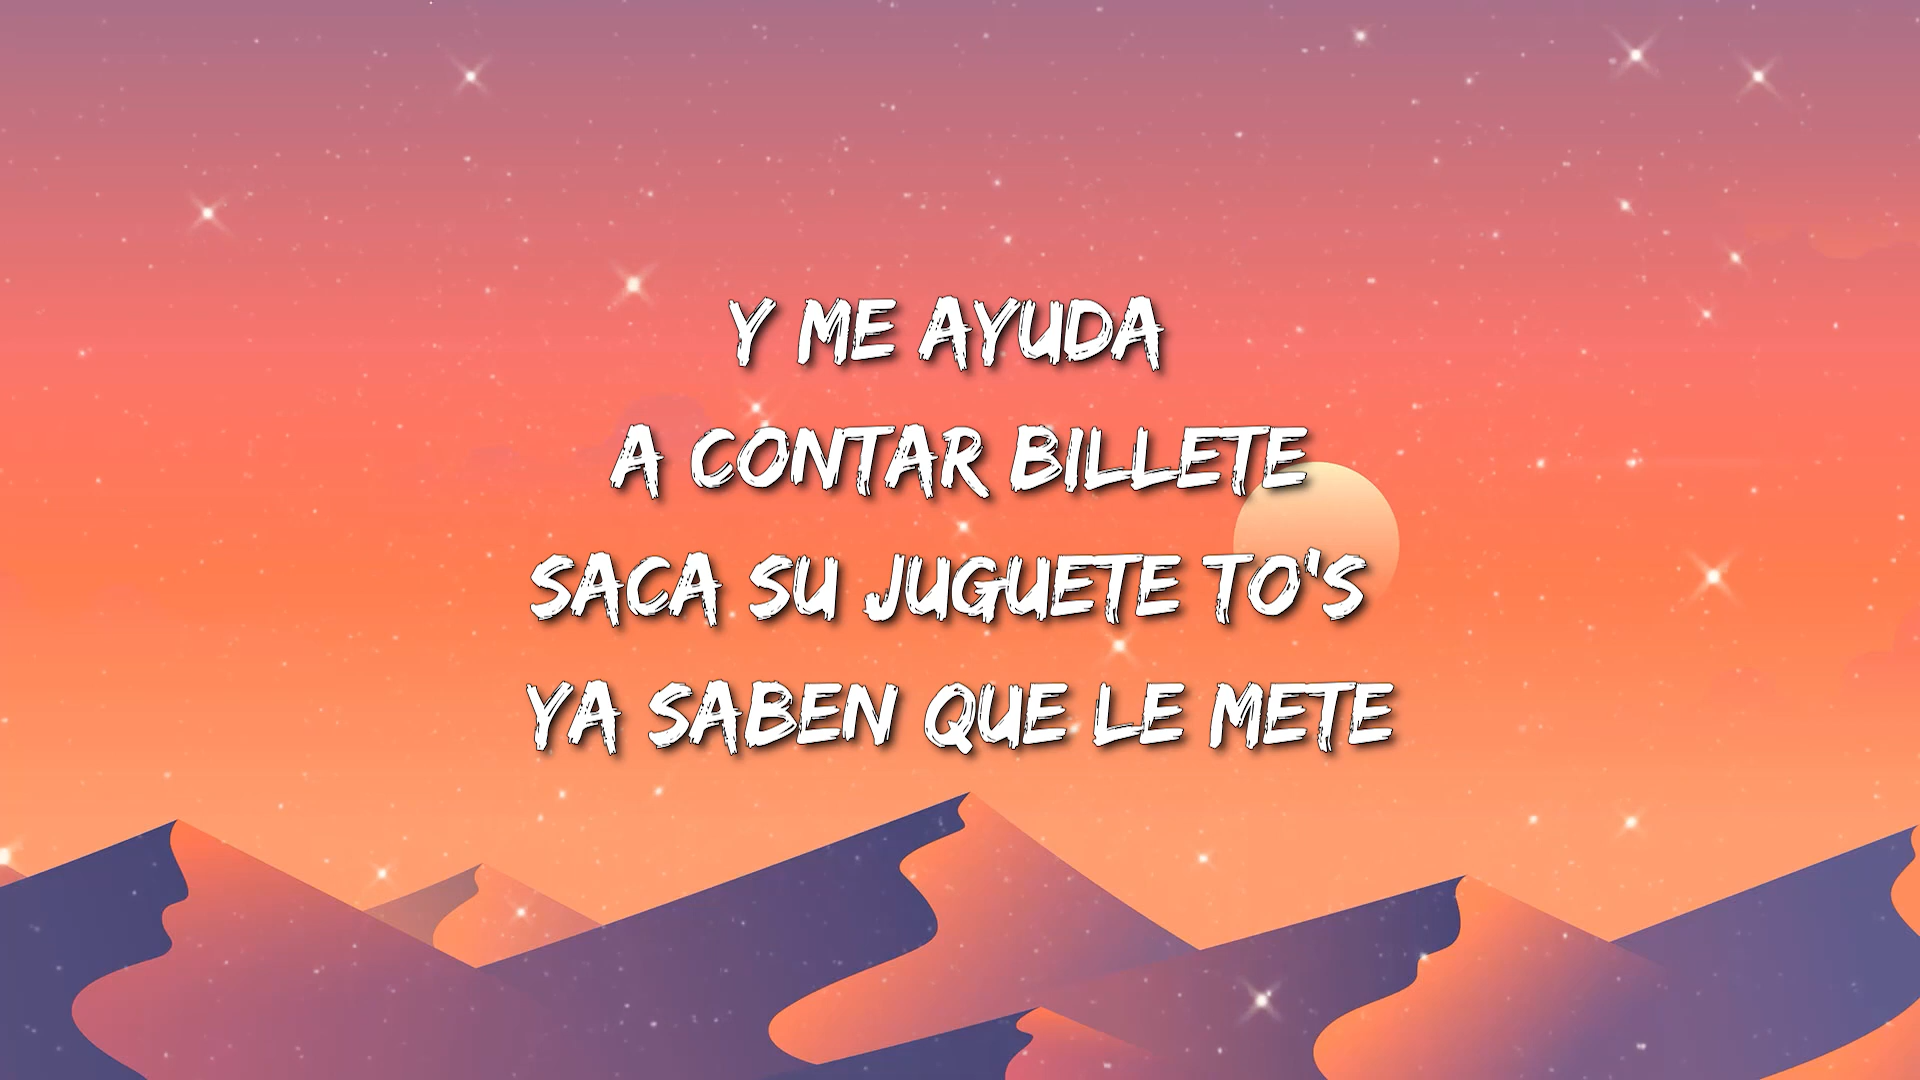 Y ME AYUDA
A CONTAR BILLETE
SACA SU JUGUETE TO'S
YA SABEN QUE LE METE